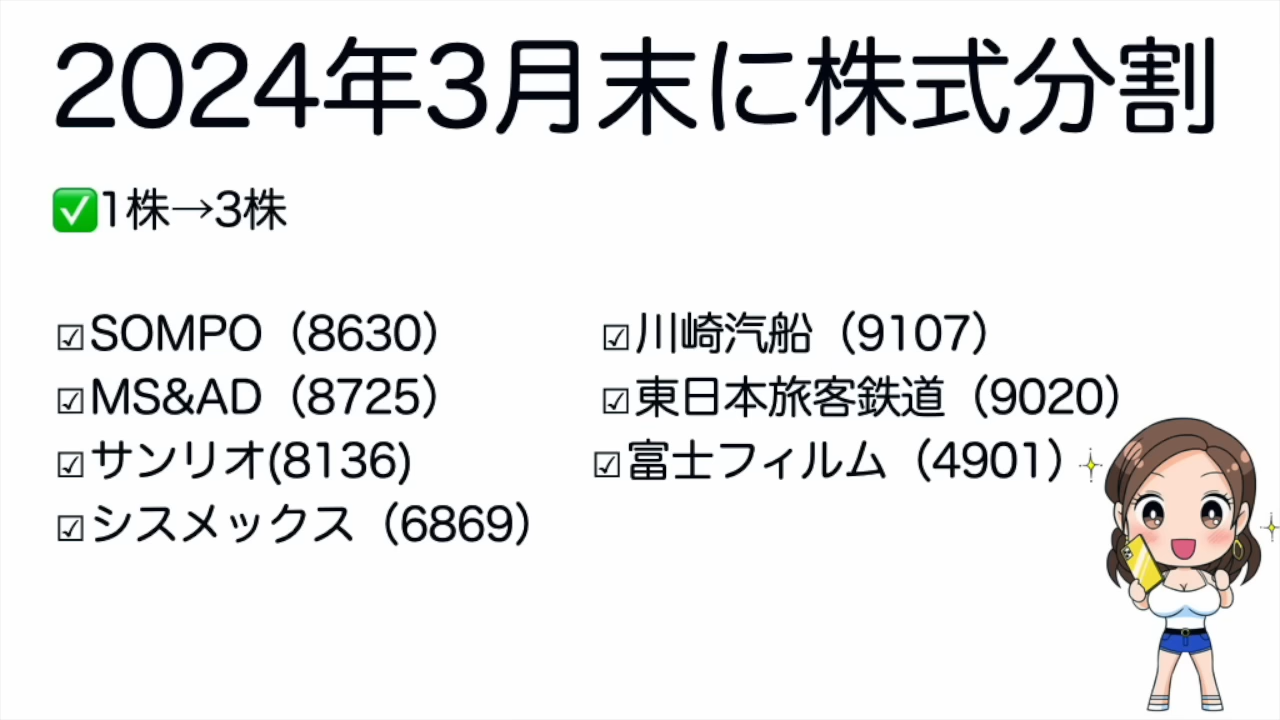 2024年3月末に株式分割
✅1株→3株
☑SOMPO（8630）
☑MS&AD（8725）
☑サンリオ(8136)
☑シスメックス（6869）
☑川崎汽船（9107）
☑東日本旅客鉄道（9020）
☑富士フィルム（4901）